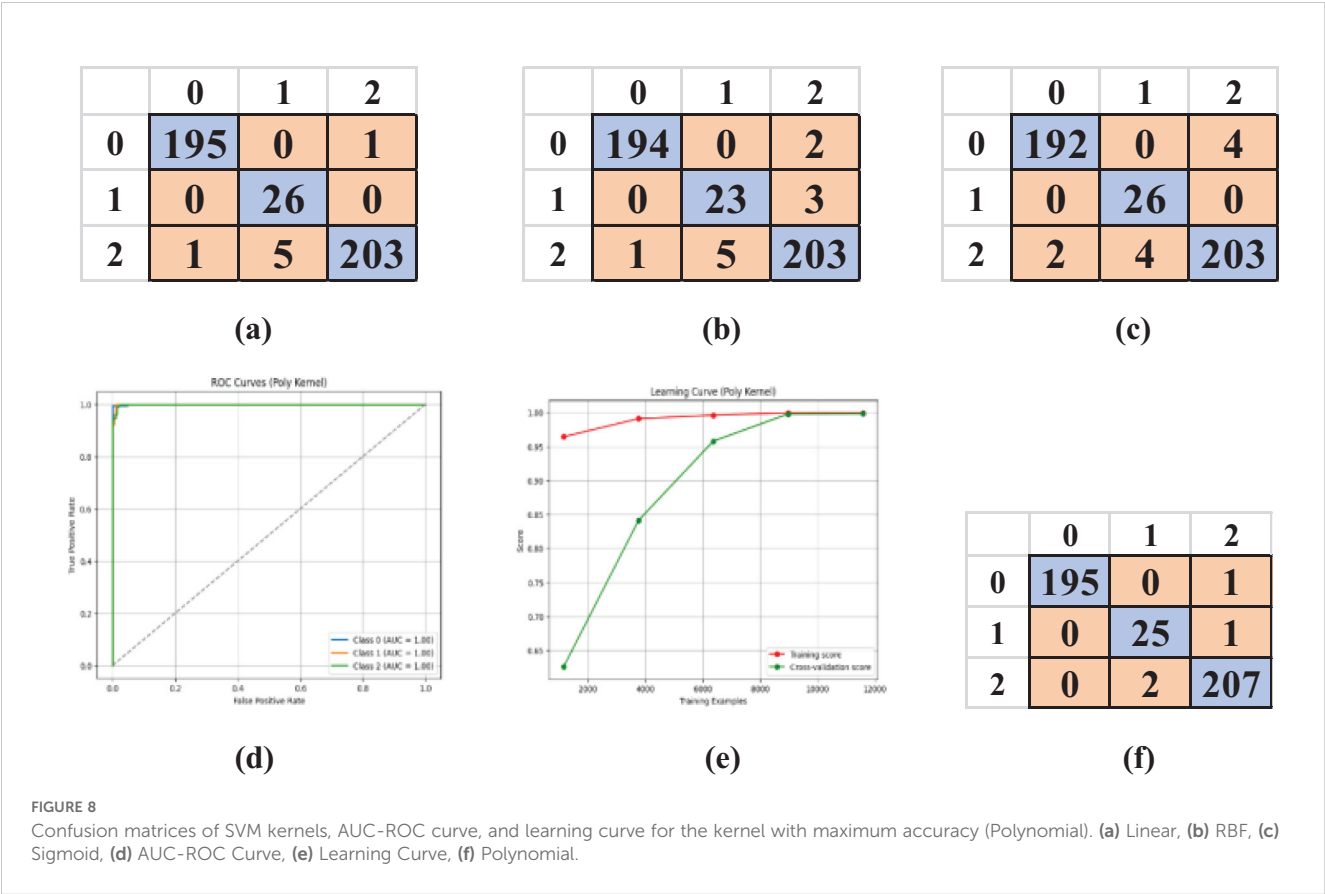 0 1 2
0 195 0 1
1 0 26 0
2 1 5 203
(a)
0 1 2
0 194 0 2
1 0 23 3
2 1 5 203
(b)
0 1 2
0 192 0 4
1 0 26 0
2 2 4 203
(c)
ROC Curves (Poly Kernel)
True Positive Rate
1.0
0.8
0.6
0.4
0.2
0.0
0.0 0.2 0.4 0.6 0.8 1.0
False Positive Rate
Class 0 (AUC = 1.00)
Class 1 (AUC = 1.00)
Class 2 (AUC = 1.00)
(d)
Learning Curve (Poly Kernel)
Score
1.00
0.95
0.90
0.85
0.80
0.75
0.70
0.65
2000 4000 6000 8000 10000 12000
Training Examples
Training score
Cross-validation score
(e)
0 1 2
0 195 0 1
1 0 25 1
2 0 2 207
(f)
FIGURE 8
Confusion matrices of SVM kernels, AUC-ROC curve, and learning curve for the kernel with maximum accuracy (Polynomial). (a) Linear, (b) RBF, (c)
Sigmoid, (d) AUC-ROC Curve, (e) Learning Curve, (f) Polynomial.